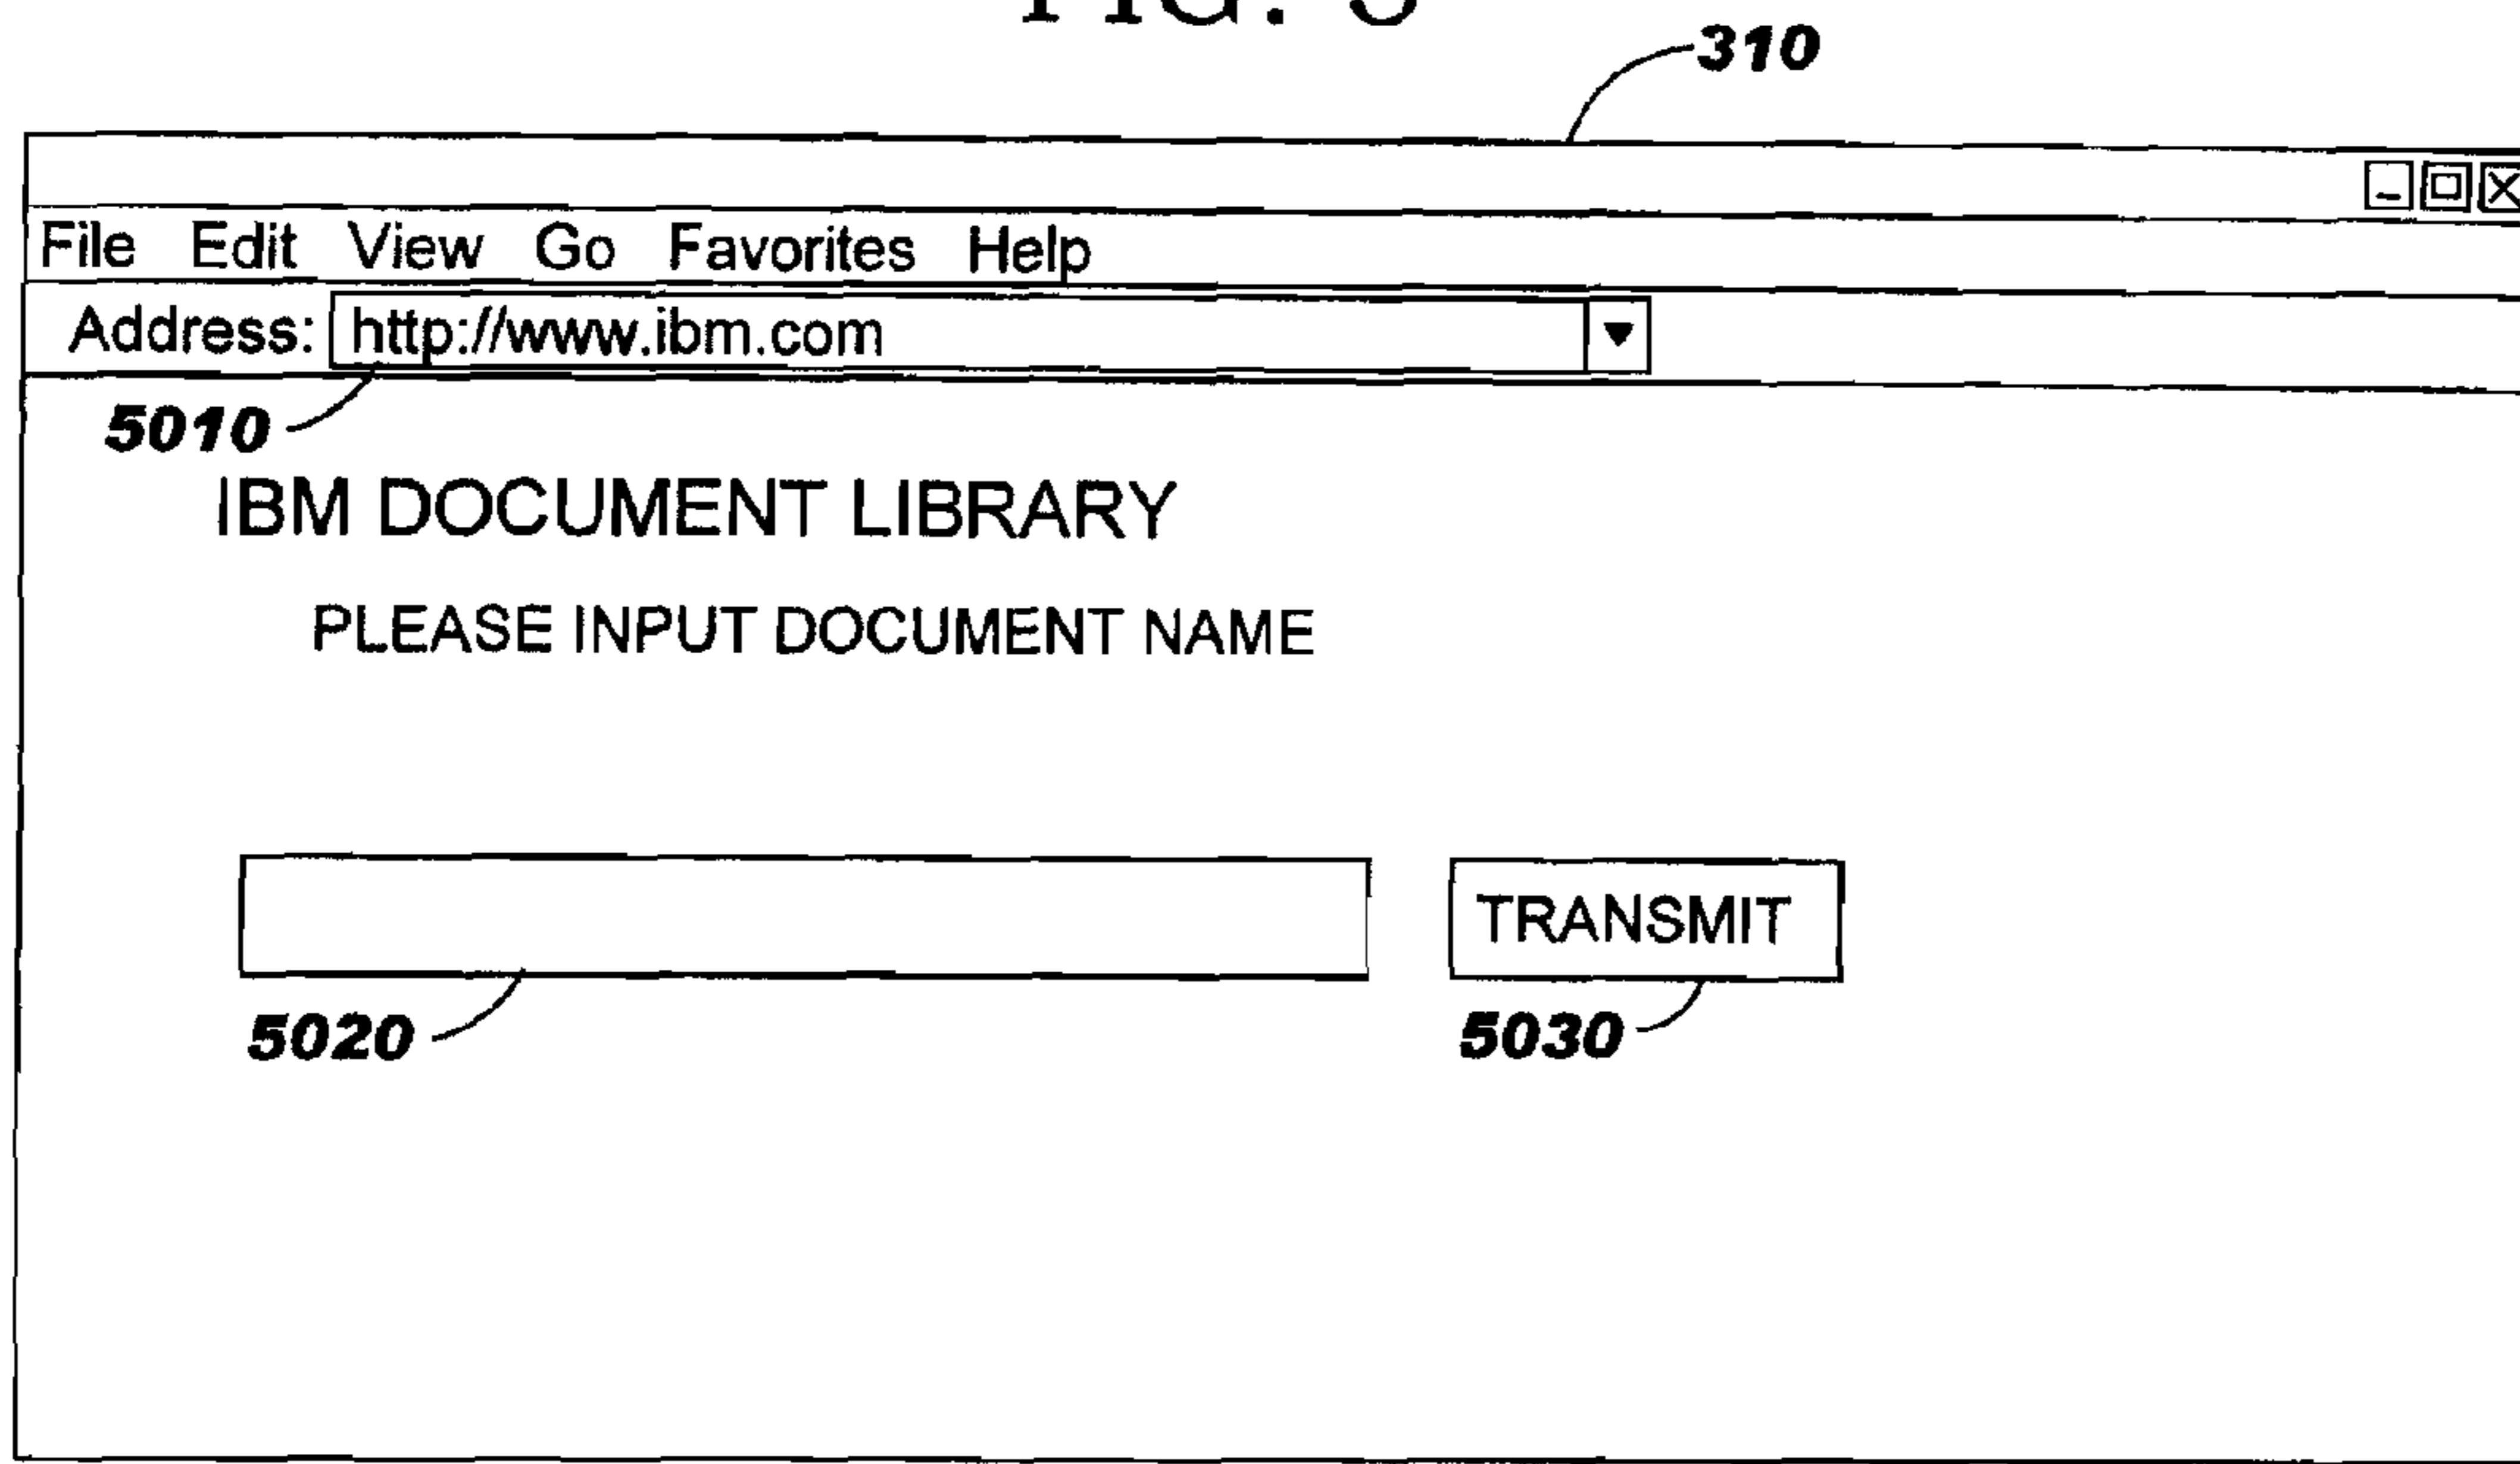 FIG.
310
File Edit View Go Favorites Help
Address: http://www.ibm.com
5010
IBM DOCUMENT LIBRARY
PLEASE INPUT DOCUMENT NAME
TRANSMIT
5020 5030